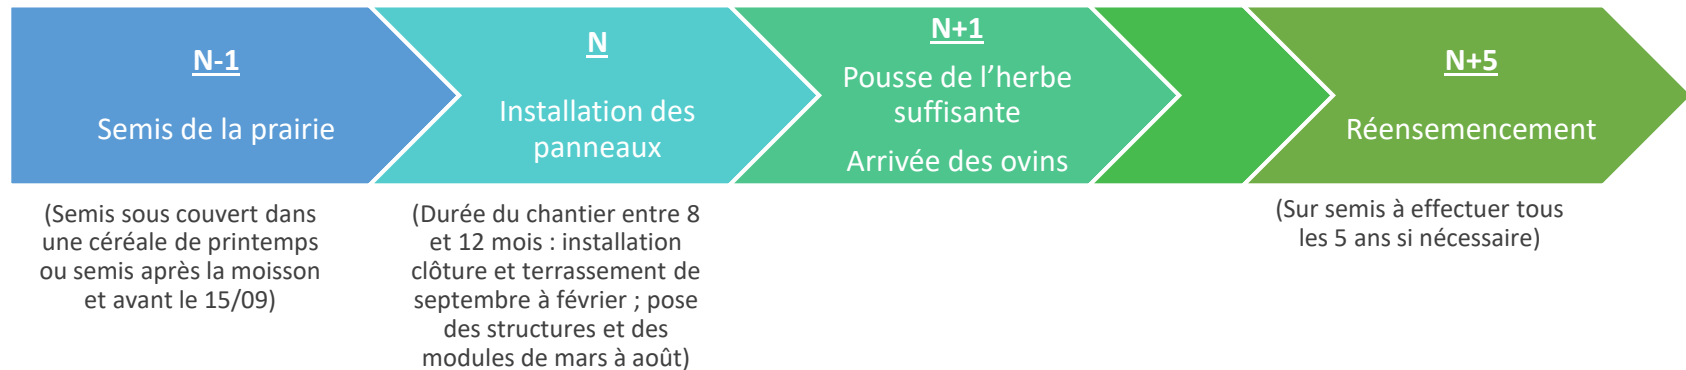 N-1
Semis de la prairie
(Semis sous couvert dans
une céréale de printemps
ou semis après la moisson
et avant le 15/09)
N
Installation des
panneaux
(Durée du chantier entre 8
et 12 mois : installation
clôture et terrassement de
septembre à février ; pose
des structures et des
modules de mars à août)
N+1
Pousse de l’herbe
suffisante
Arrivée des ovins
N+5
Réensemencement
(Sur semis à effectuer tous
les 5 ans si nécessaire)